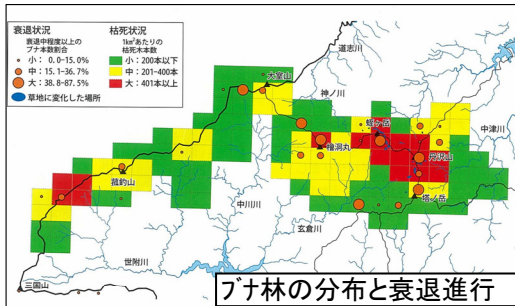 衰退状況
衰退中程度以上の
ブナ本数割合
小：0.0-15.0%
中：15.1-36.7%
大：38.8-87.5%
草地に変化した場所
枯死状況
1km²あたりの
枯死木本数
小：200本以下
中：201-400本
大：401本以上
道志川
大室山
神ノ川
蛭ヶ岳
中津川
檜洞丸
丹沢山
菰釣山
塔ノ岳
中川川
玄倉川
世附川
三国山
ブナ林の分布と衰退進行